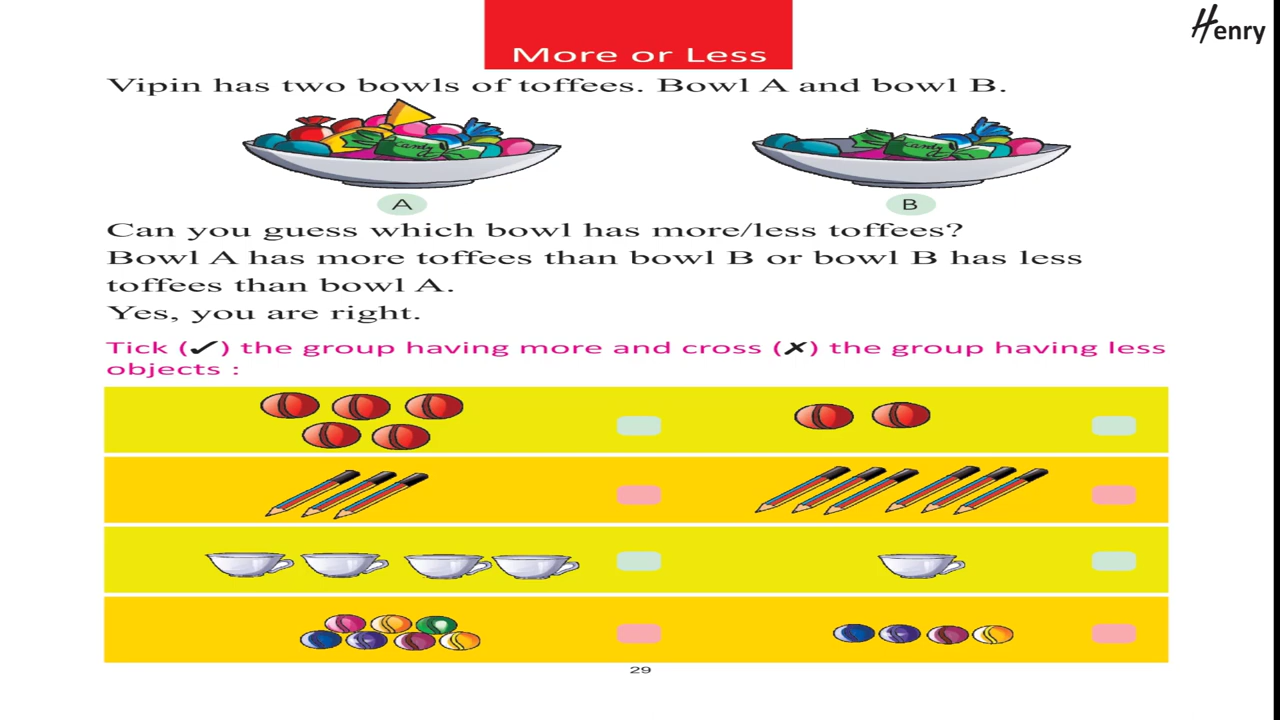 Henry
More or Less
Vipin has two bowls of toffees. Bowl A and bowl B.
Candy
Candy
A
B
Can you guess which bowl has more/less toffees?
Bowl A has more toffees than bowl B or bowl B has less
toffees than bowl A.
Yes, you are right.
Tick (✓) the group having more and cross (✗) the group having less
objects :
29